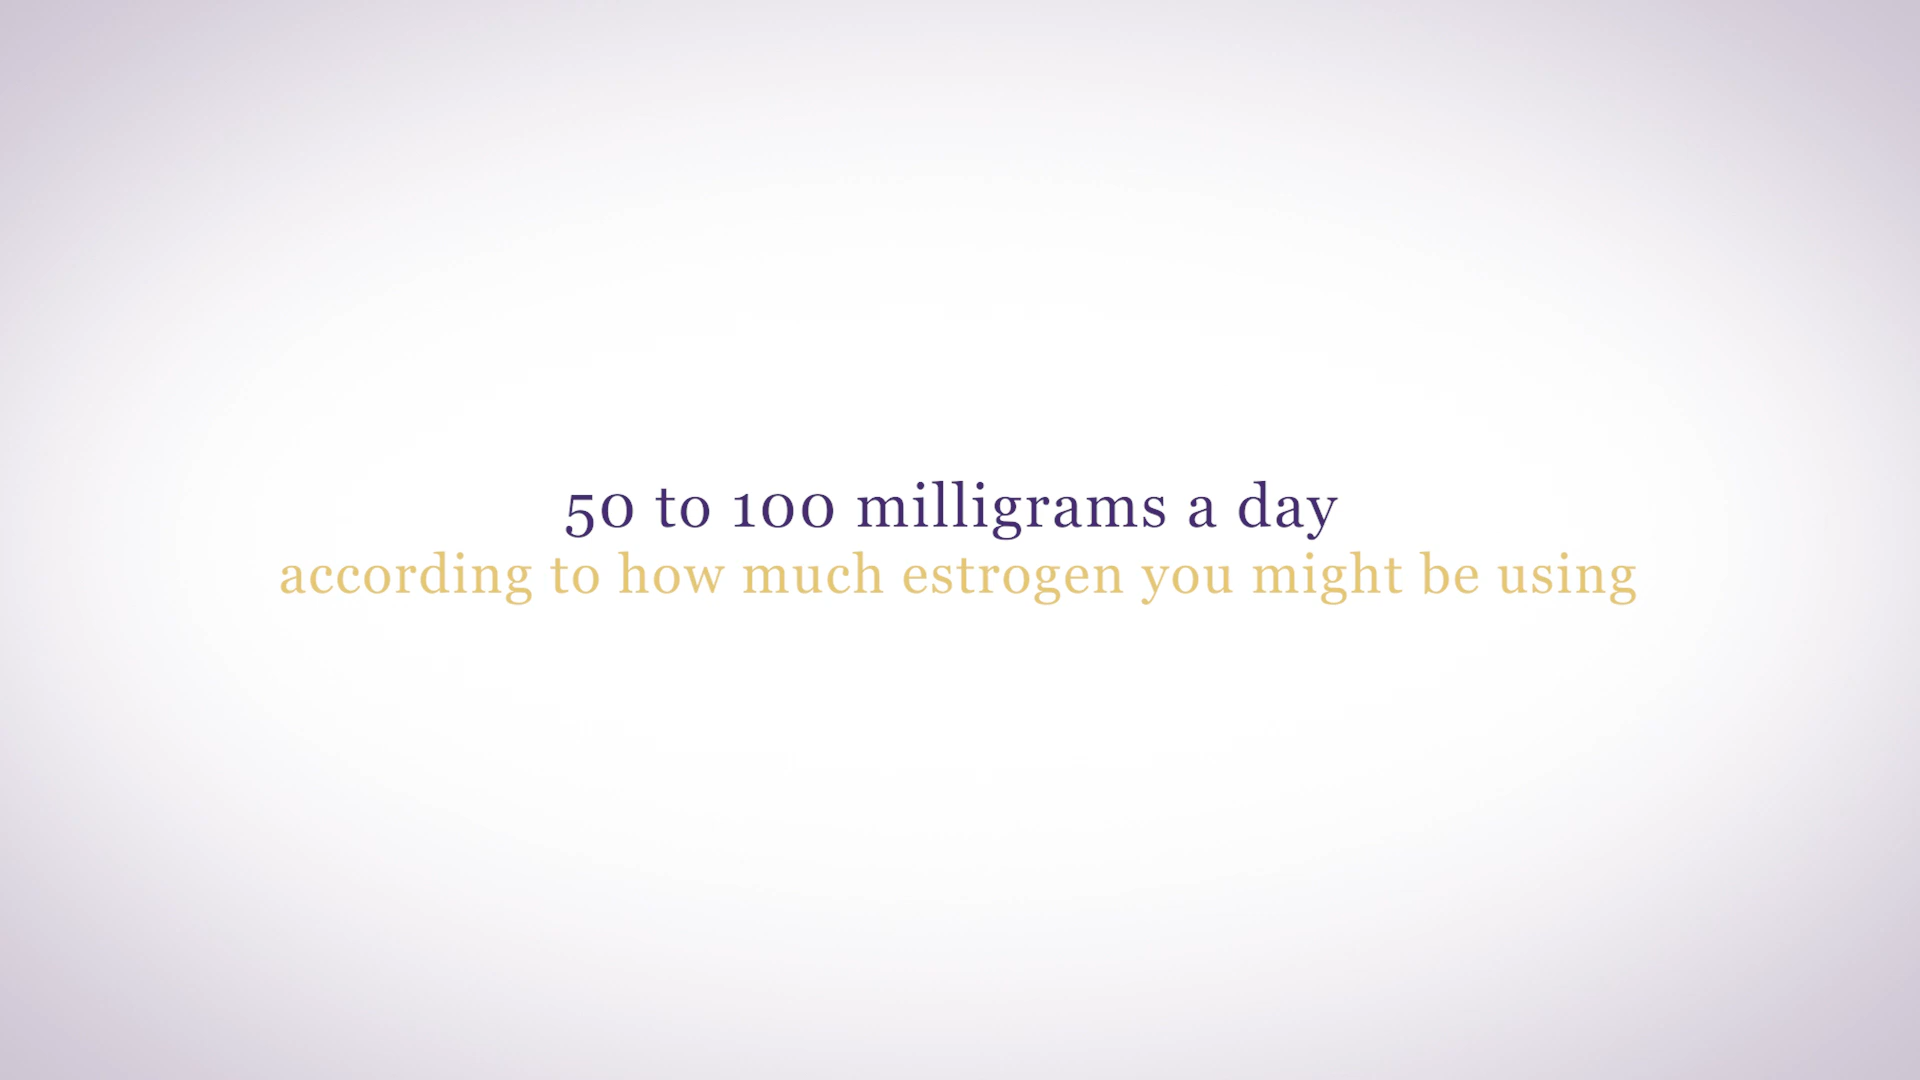 50 to 100 milligrams a day
according to how much estrogen you might be using